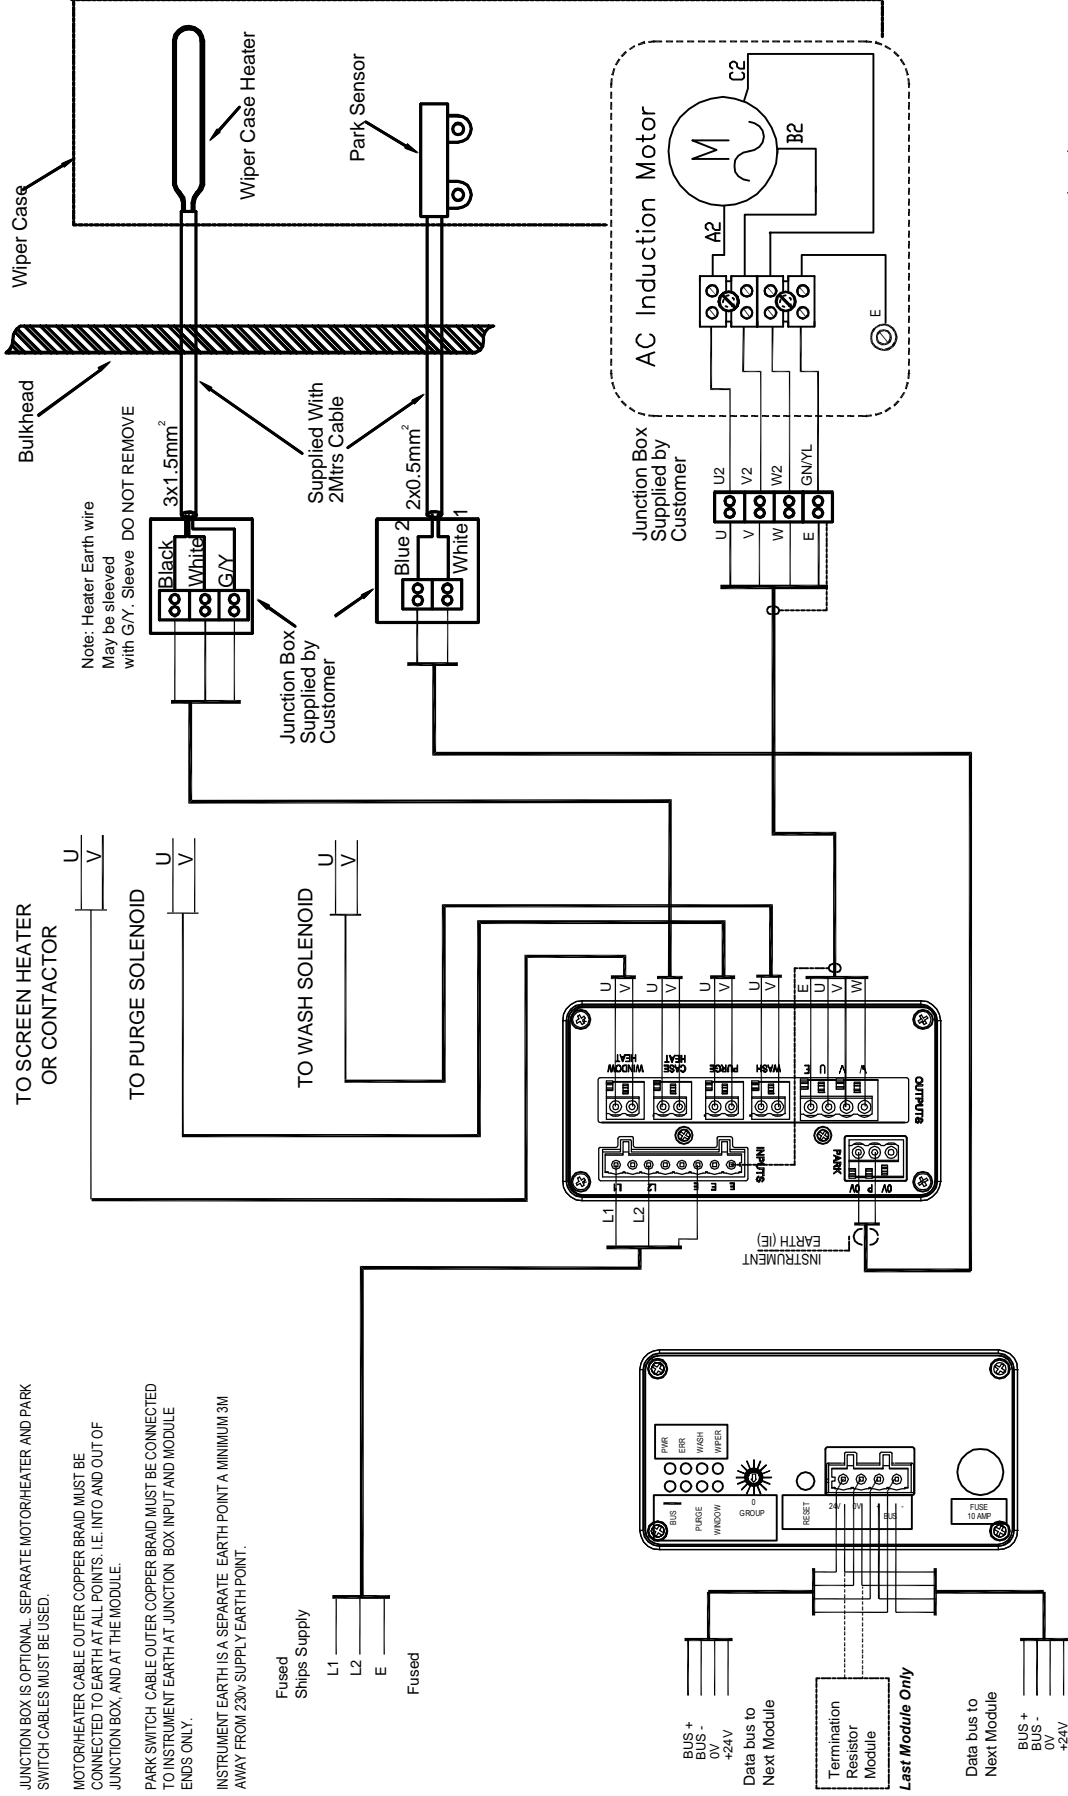 JUNCTION BOX IS OPTIONAL. SEPARATE MOTOR/HEATER AND PARK
SWITCH CABLES MUST BE USED.
MOTOR/HEATER CABLE OUTER COPPER BRAID MUST BE
CONNECTED TO EARTH AT ALL POINTS. I.E. INTO AND OUT OF
JUNCTION BOX, AND AT THE MODULE.
PARK SWITCH CABLE OUTER COPPER BRAID MUST BE CONNECTED
TO INSTRUMENT EARTH AT JUNCTION BOX INPUT AND MODULE
ENDS ONLY.
INSTRUMENT EARTH IS A SEPARATE EARTH POINT A MINIMUM 3M
AWAY FROM 230v SUPPLY EARTH POINT.
Fused
Ships Supply
L1
L2
E
Fused
TO SCREEN HEATER
OR CONTACTOR
U
V
TO PURGE SOLENOID
U
V
TO WASH SOLENOID
U
V
Note: Heater Earth wire
May be sleeved
with G/Y. Sleeve DO NOT REMOVE
Bulkhead
Wiper Case
Wiper Case Heater
Park Sensor
3x1.5mm²
Black
White
G/Y
Supplied With
2Mtrs Cable
2x0.5mm²
Blue 2
White 1
Junction Box
Supplied by
Customer
Junction Box
Supplied by
Customer
U
V
W
E
U2
V2
W2
GN/YL
AC Induction Motor
M
A2
B2
C2
E
U
V
U
V
U
V
U
V
E
U
V
W
WINDOW
HEAT
CASE
HEAT
PURGE
WASH
E
U
V
W
OUTPUTS
INPUTS
L1
L2
E
E
E
L1
L2
PARK
0V
P
0V
INSTRUMENT
EARTH (IE)
PWR
ERR
WASH
WIPER
BUS
PURGE
WINDOW
0
GROUP
RESET
24V
0V
+
-
BUS
FUSE
10 AMP
BUS +
BUS -
0V
+24V
Data bus to
Next Module
Termination
Resistor
Module
Last Module Only
Data bus to
Next Module
BUS +
BUS -
0V
+24V